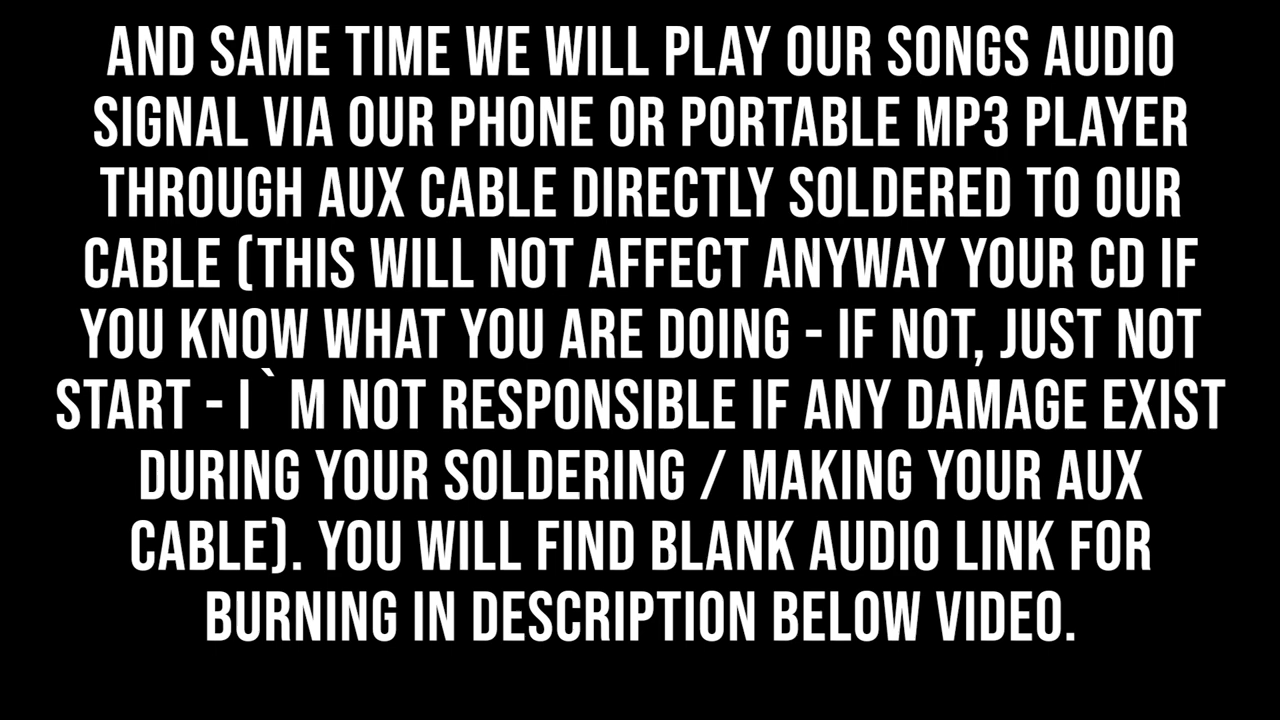 AND SAME TIME WE WILL PLAY OUR SONGS AUDIO
SIGNAL VIA OUR PHONE OR PORTABLE MP3 PLAYER
THROUGH AUX CABLE DIRECTLY SOLDERED TO OUR
CABLE (THIS WILL NOT AFFECT ANYWAY YOUR CD IF
YOU KNOW WHAT YOU ARE DOING - IF NOT, JUST NOT
START - I`M NOT RESPONSIBLE IF ANY DAMAGE EXIST
DURING YOUR SOLDERING / MAKING YOUR AUX
CABLE). YOU WILL FIND BLANK AUDIO LINK FOR
BURNING IN DESCRIPTION BELOW VIDEO.